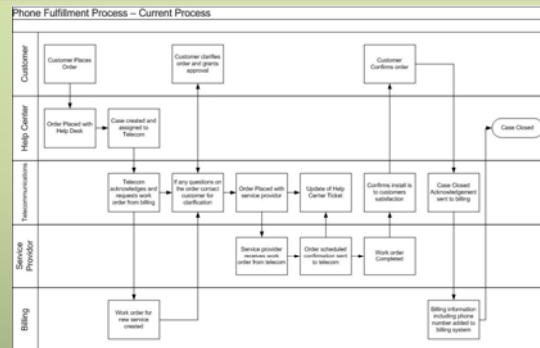 Phone Fulfillment Process – Current Process
Customer
Customer Places
Order
Customer clarifies
order and grants
approval
Customer
Confirms order
Help Center
Order Placed with
Help Desk
Case created and
assigned to
Telecom
Case Closed
Telecommunications
Telecom
acknowledges and
requests work
order from billing
If any questions on
the order contact
customer for
clarification
Order Placed with
service provider
Update of Help
Center Ticket
Confirms install is
to customers
satisfaction
Case Closed
Acknowledgement
sent to billing
Service
Providor
Service provider
receives work
order from telecom
Order scheduled
confirmation sent
to telecom
Work order
Completed
Billing
Work order for
new service
created
Billing information
including phone
number added to
billing system